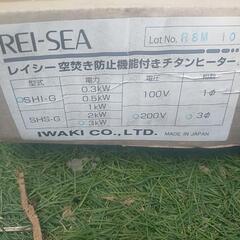 REI-SEA
Lot No. R8M 10
レイシー空焚き防止機能付きチタンヒーター
型式 電力 電圧 相数
SHI-G 0.3kW 0.5kW 1kW 100V 1φ
SHS-G 2kW 3kW 200V 3φ
IWAKI CO., LTD. MADE IN JAPAN